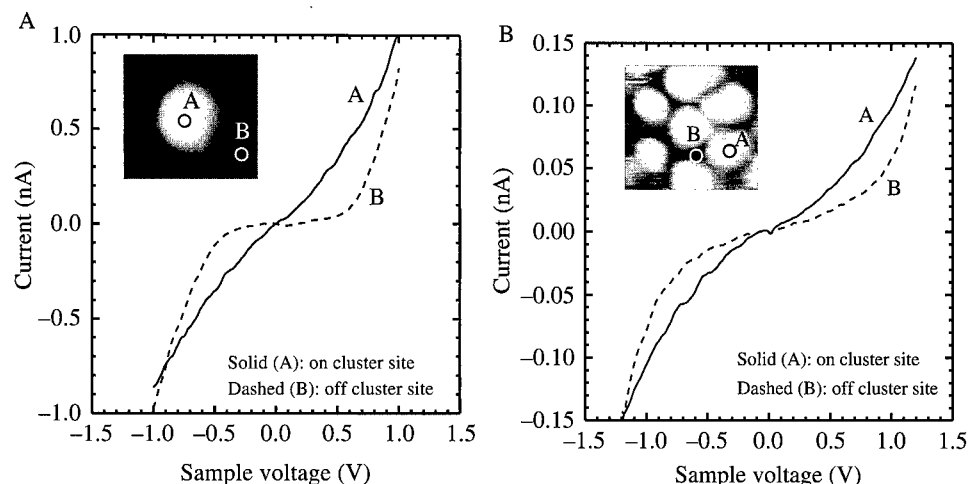 A
Current (nA)
1.0
0.5
0.0
−0.5
−1.0
A
B
A
B
Solid (A): on cluster site
Dashed (B): off cluster site
−1.5 −1.0 −0.5 0.0 0.5 1.0 1.5
Sample voltage (V)
B
Current (nA)
0.15
0.10
0.05
0.00
−0.05
−0.10
−0.15
B
A
A
B
Solid (A): on cluster site
Dashed (B): off cluster site
−1.5 −1.0 −0.5 0.0 0.5 1.0 1.5
Sample voltage (V)